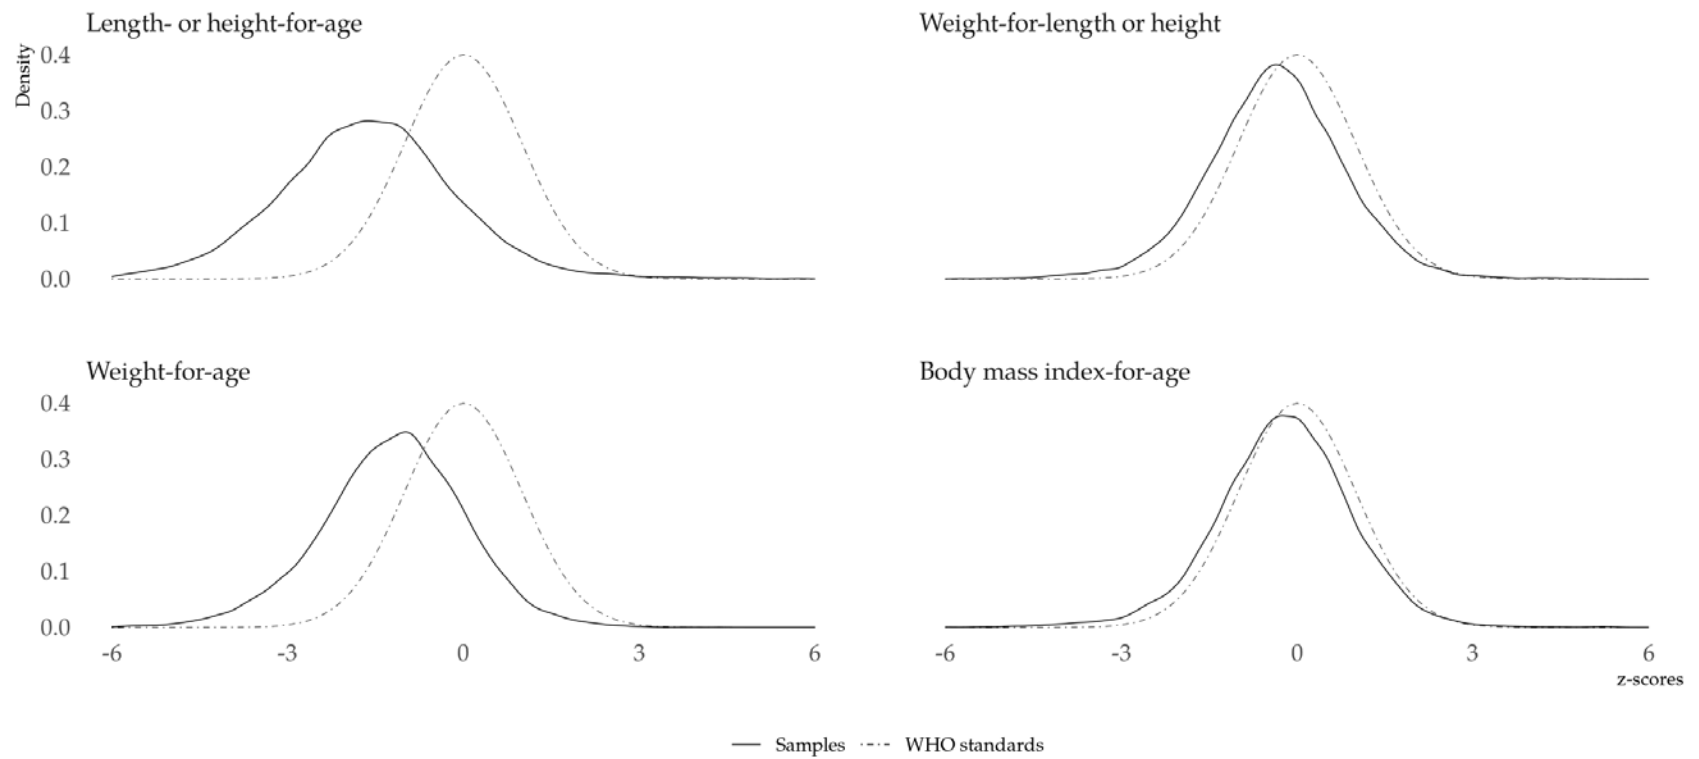 Length- or height-for-age
Weight-for-length or height
Density
0.4
0.3
0.2
0.1
0.0
Weight-for-age
Body mass index-for-age
0.4
0.3
0.2
0.1
0.0
-6 -3 0 3 6
-6 -3 0 3 6
z-scores
Samples WHO standards